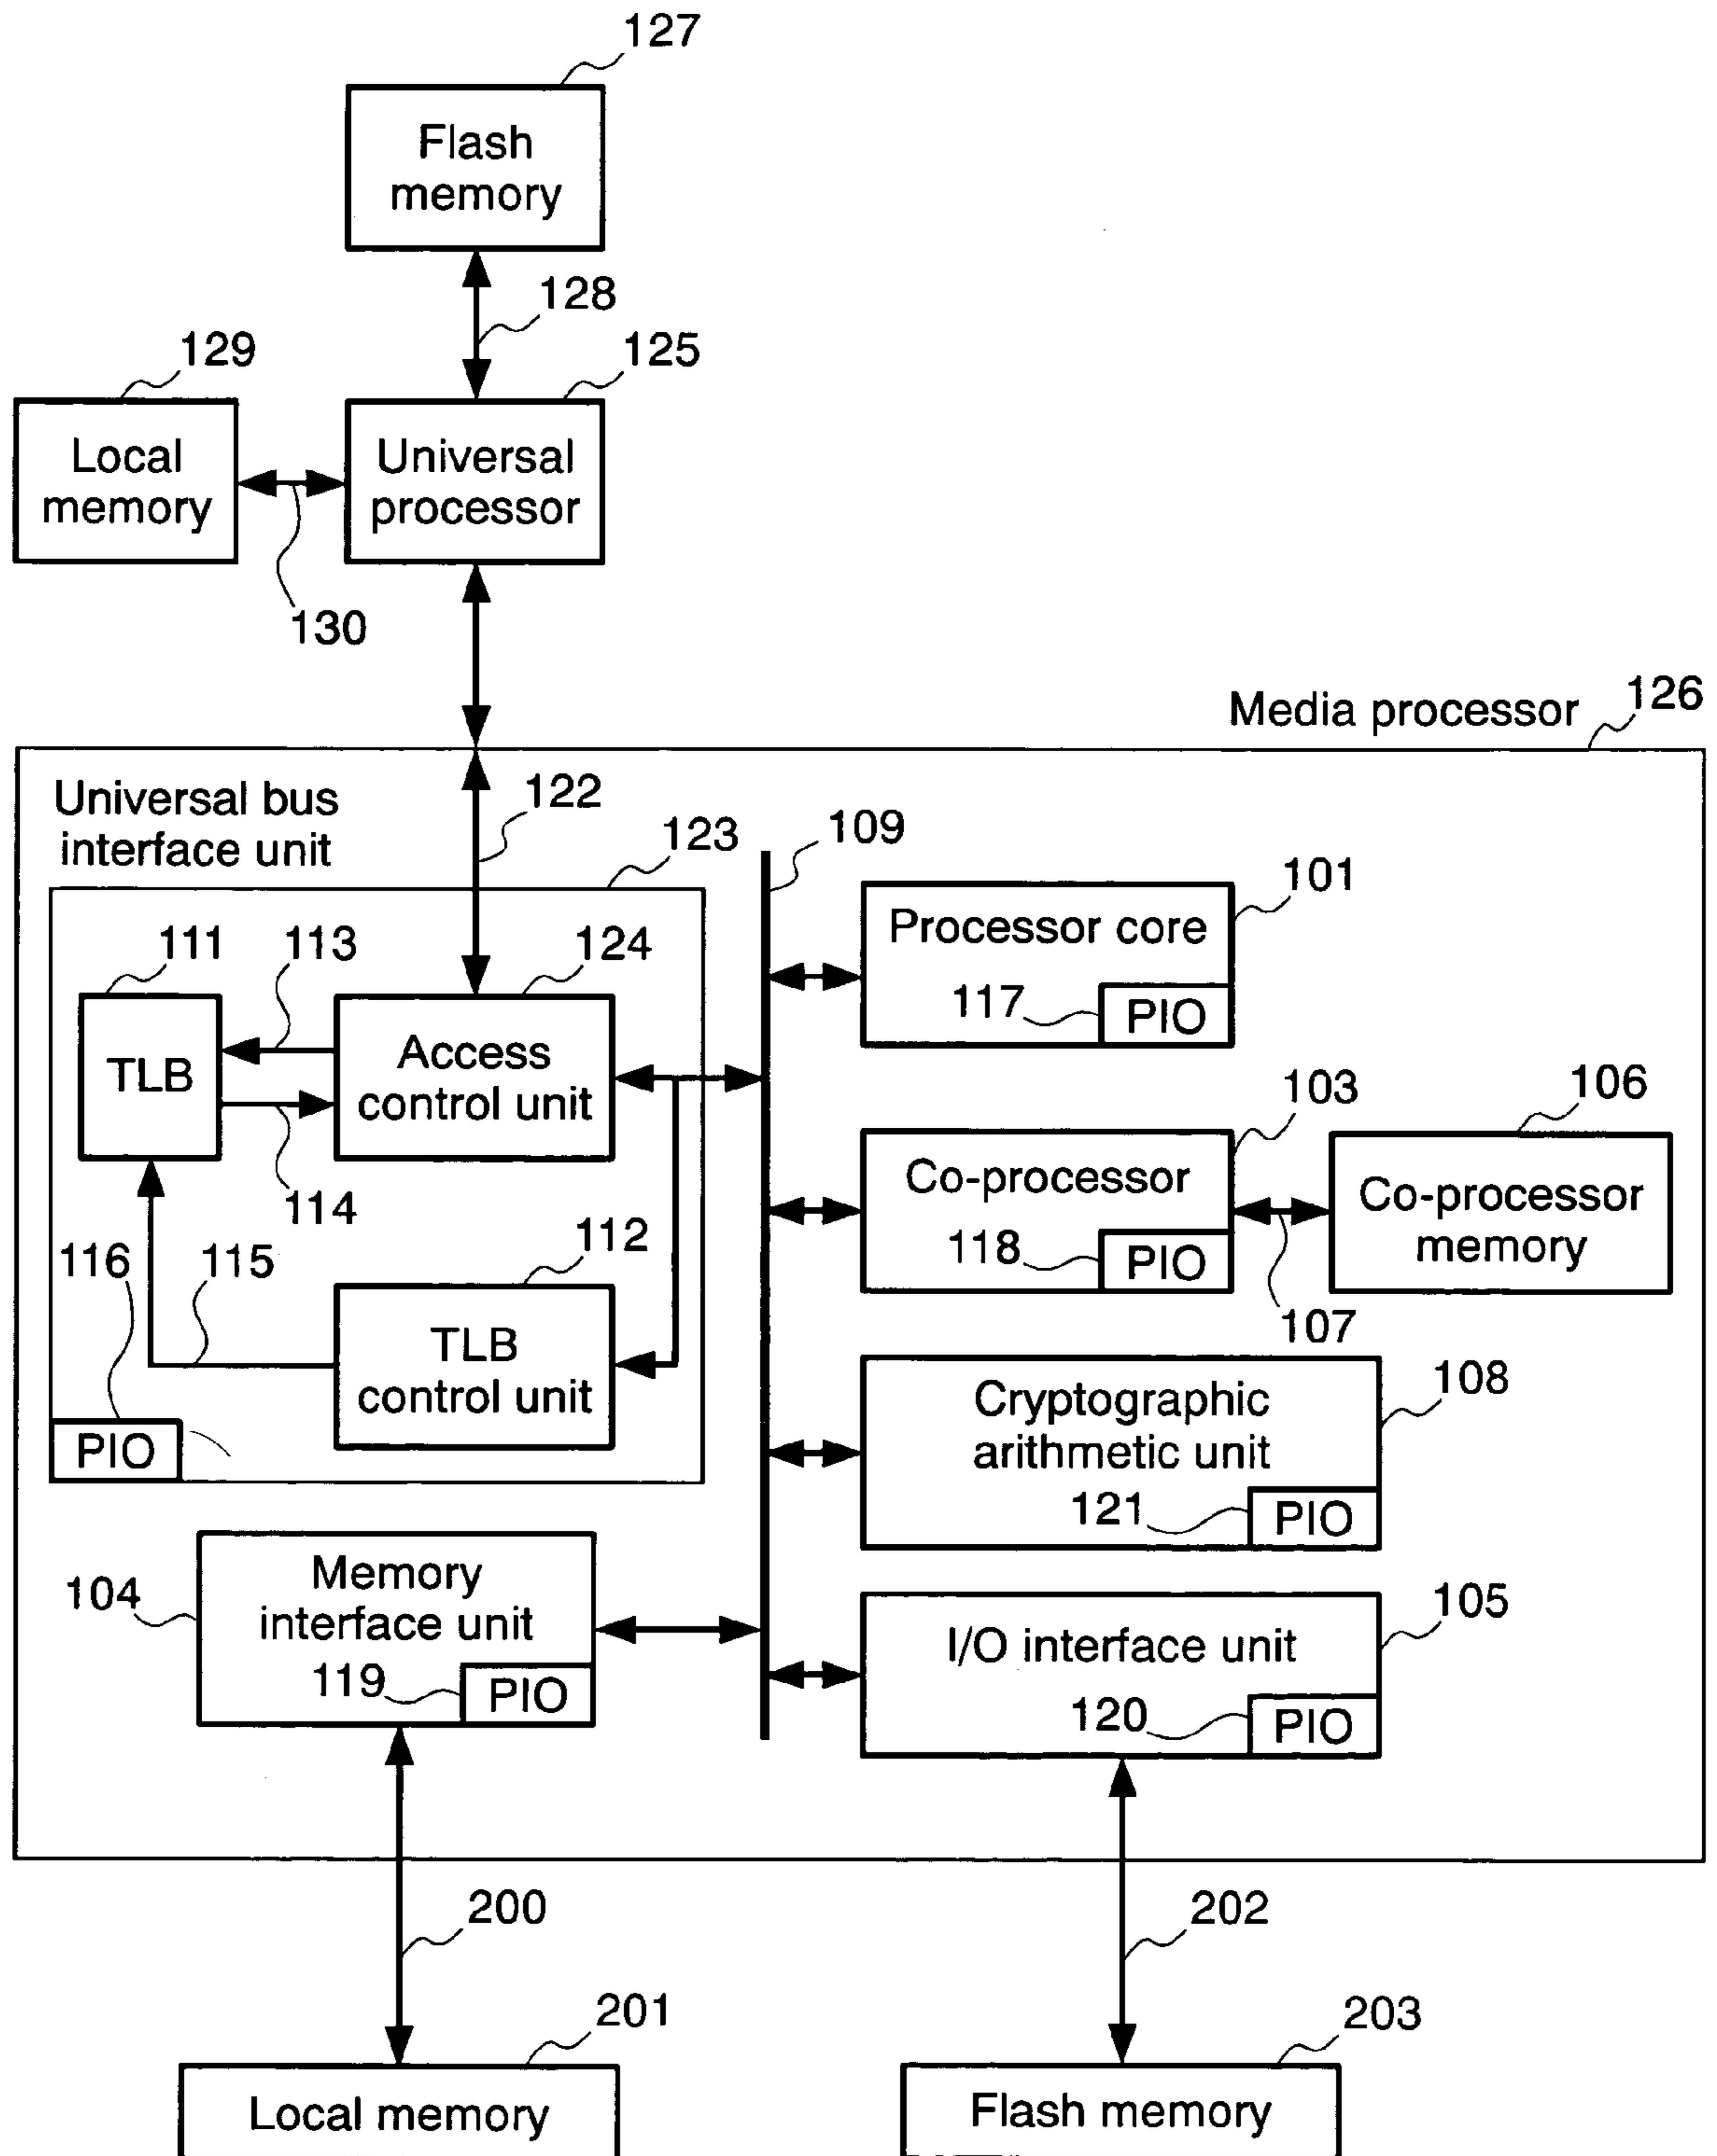 127
Flash
memory
128
129
125
Local
memory
Universal
processor
130
Media processor
126
Universal bus
interface unit
122
123
109
111
113
124
101
Processor core
117
PIO
TLB
Access
control unit
114
103
106
Co-processor
118
PIO
Co-processor
memory
107
116
115
112
TLB
control unit
PIO
108
Cryptographic
arithmetic unit
121
PIO
104
Memory
interface unit
119
PIO
105
I/O interface unit
120
PIO
200
202
201
203
Local memory
Flash memory